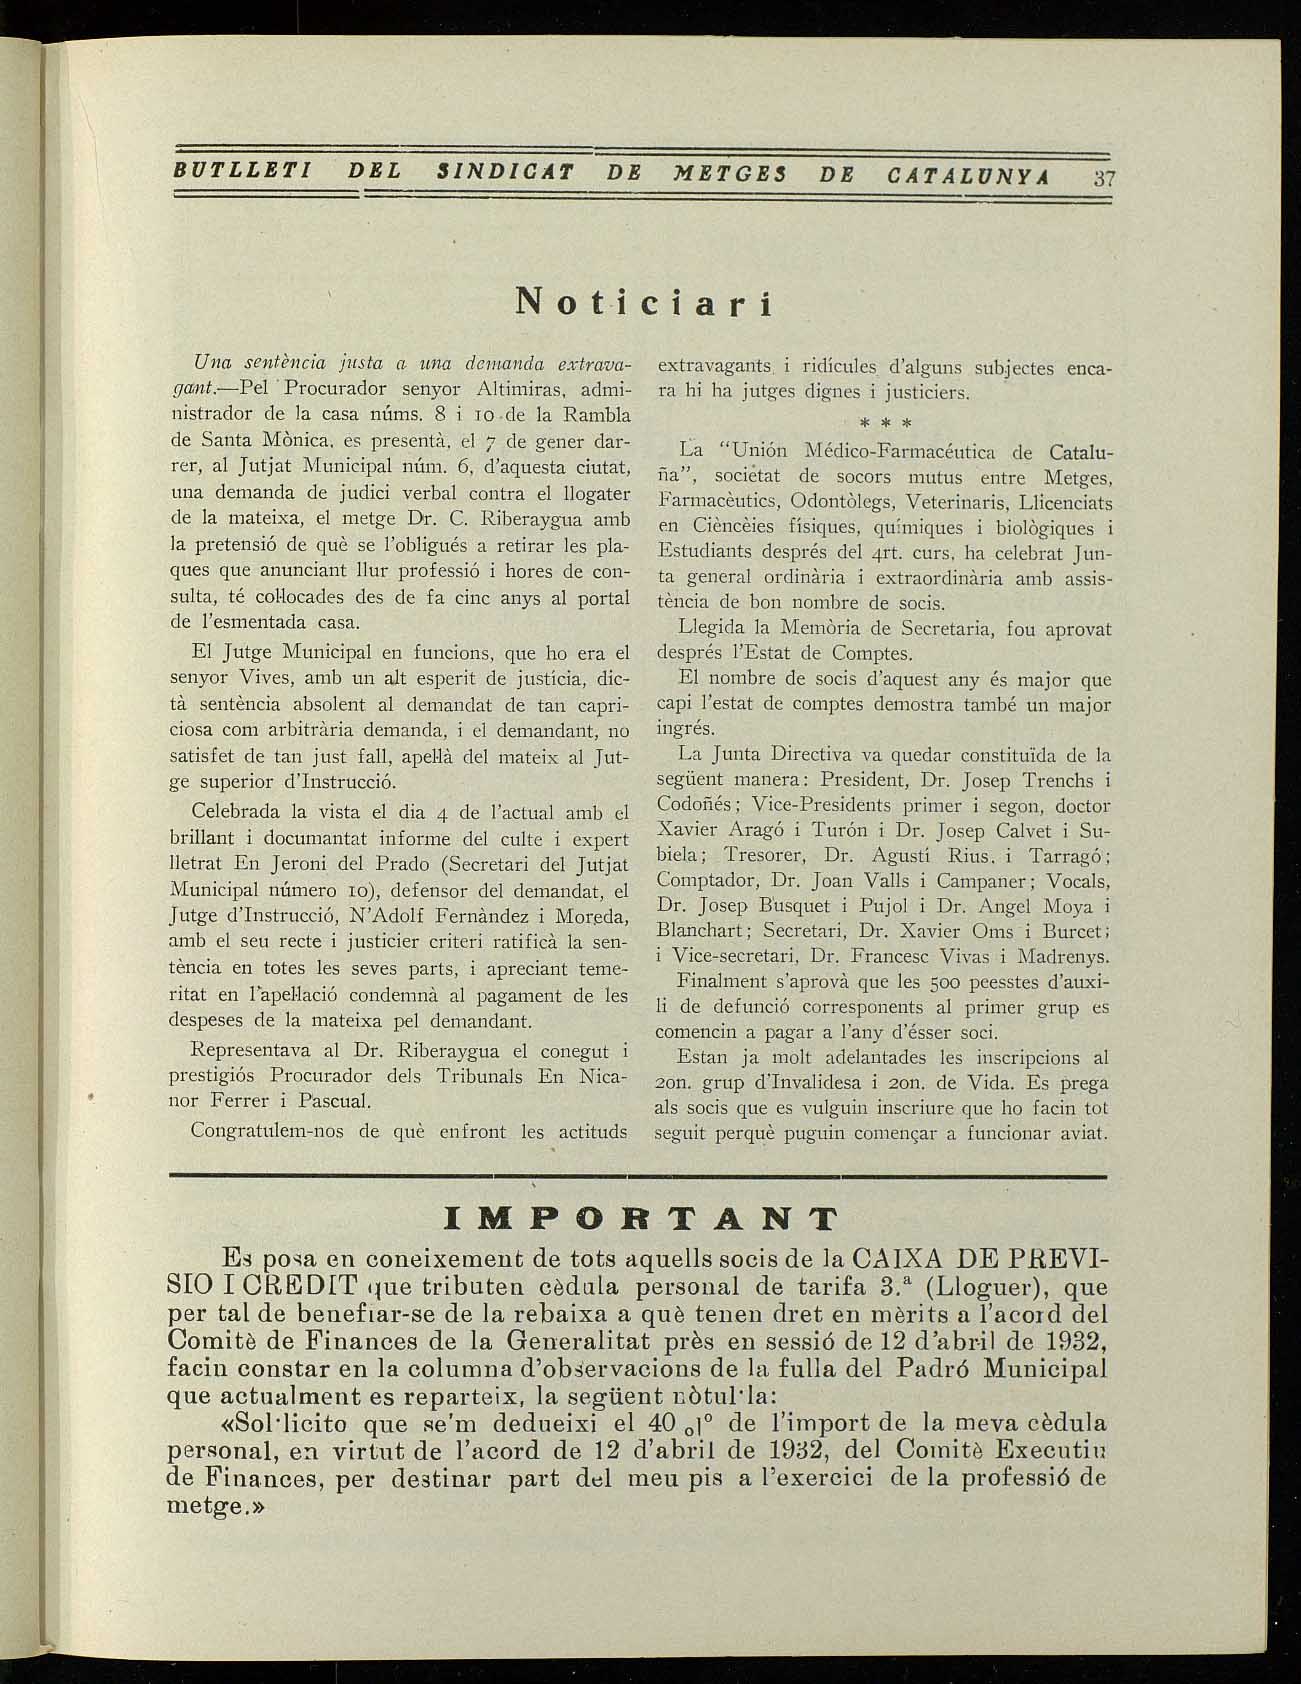 BUTLLETI DEL SINDICAT DE METGES DE CATALUNYA 37
Noticiari
Una sentència justa a una demanda extrava-
gant.—Pel Procurador senyor Altimiras, admi-
nistrador de la casa núms. 8 i 10 de la Rambla
de Santa Mònica, es presentà, el 7 de gener dar-
rer, al Jutjat Municipal núm. 6, d'aquesta ciutat,
una demanda de judici verbal contra el llogater
de la mateixa, el metge Dr. C. Riberaygua amb
la pretensió de què se l'obligués a retirar les pla-
ques que anunciant llur professió i hores de con-
sulta, té col·locades des de fa cinc anys al portal
de l'esmentada casa.
El Jutge Municipal en funcions, que ho era el
senyor Vives, amb un alt esperit de justícia, dic-
tà sentència absolent al demandat de tan capri-
ciosa com arbitrària demanda, i el demandant, no
satisfet de tan just fall, apel·là del mateix al Jut-
ge superior d'Instrucció.
Celebrada la vista el dia 4 de l'actual amb el
brillant i documantat informe del culte i expert
lletrat En Jeroni del Prado (Secretari del Jutjat
Municipal número 10), defensor del demandat, el
Jutge d'Instrucció, N'Adolf Fernàndez i Moreda,
amb el seu recte i justicier criteri ratificà la sen-
tència en totes les seves parts, i apreciant teme-
ritat en l'apel·lació condemnà al pagament de les
despeses de la mateixa pel demandant.
Representava al Dr. Riberaygua el conegut i
prestigiós Procurador dels Tribunals En Nica-
nor Ferrer i Pascual.
Congratulem-nos de què enfront les actituds
extravagants i ridícules d'alguns subjectes enca-
ra hi ha jutges dignes i justiciers.
* * *
La "Unión Médico-Farmacéutica de Catalu-
ña", societat de socors mutus entre Metges,
Farmacèutics, Odontòlegs, Veterinaris, Llicenciats
en Ciències físiques, químiques i biològiques i
Estudiants després del 4rt. curs, ha celebrat Jun-
ta general ordinària i extraordinària amb assis-
tència de bon nombre de socis.
Llegida la Memòria de Secretaria, fou aprovat
després l'Estat de Comptes.
El nombre de socis d'aquest any és major que
capi l'estat de comptes demostra també un major
ingrés.
La Junta Directiva va quedar constituïda de la
següent manera: President, Dr. Josep Trenchs i
Codoñés; Vice-Presidents primer i segon, doctor
Xavier Aragó i Turón i Dr. Josep Calvet i Su-
biela; Tresorer, Dr. Agustí Rius. i Tarragó;
Comptador, Dr. Joan Valls i Campaner; Vocals,
Dr. Josep Busquet i Pujol i Dr. Angel Moya i
Blanchart; Secretari, Dr. Xavier Oms i Burcet;
i Vice-secretari, Dr. Francesc Vivas i Madrenys.
Finalment s'aprovà que les 500 peesstes d'auxi-
li de defunció corresponents al primer grup es
comencin a pagar a l'any d'ésser soci.
Estan ja molt adelantades les inscripcions al
2on. grup d'Invalidesa i 2on. de Vida. Es prega
als socis que es vulguin inscriure que ho facin tot
seguit perquè puguin començar a funcionar aviat.
IMPORTANT
Es posa en coneixement de tots aquells socis de la CAIXA DE PREVI-
SIO I CREDIT que tributen cèdula personal de tarifa 3.ª (Lloguer), que
per tal de benefiar-se de la rebaixa a què tenen dret en mèrits a l'acord del
Comitè de Finances de la Generalitat près en sessió de 12 d'abril de 1932,
facin constar en la columna d'observacions de la fulla del Padró Municipal
que actualment es reparteix, la següent nòtul·la:
«Sol·licito que se'm dedueixi el 40 o|º de l'import de la meva cèdula
personal, en virtut de l'acord de 12 d'abril de 1932, del Comitè Executiu
de Finances, per destinar part del meu pis a l'exercici de la professió de
metge.»